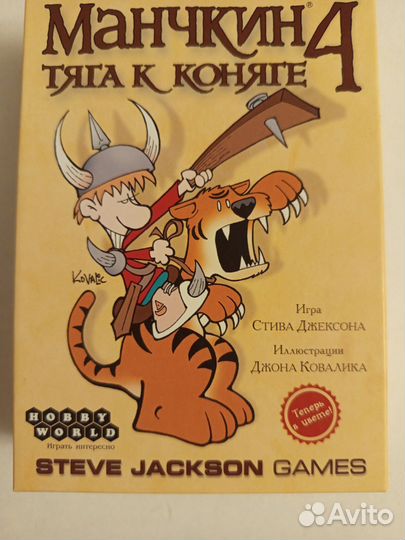 МАНЧКИН® 4
ТЯГА К КОНЯГЕ
KOVALIC
Игра
СТИВА ДЖЕКСОНА
Иллюстрации
ДЖОНА КОВАЛИКА
Теперь
в цвете!
HOBBY
WORLD
Играть интересно
STEVE JACKSON GAMES
Avito